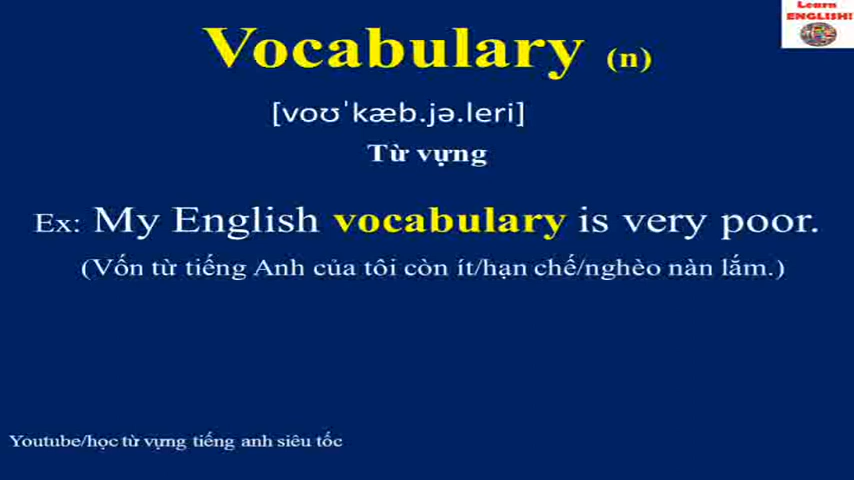 Learn
ENGLISH!
Vocabulary (n)
[voʊˈkæb.jə.leri]
Từ vựng
Ex: My English vocabulary is very poor.
(Vốn từ tiếng Anh của tôi còn ít/hạn chế/nghèo nàn lắm.)
Youtube/học từ vựng tiếng anh siêu tốc